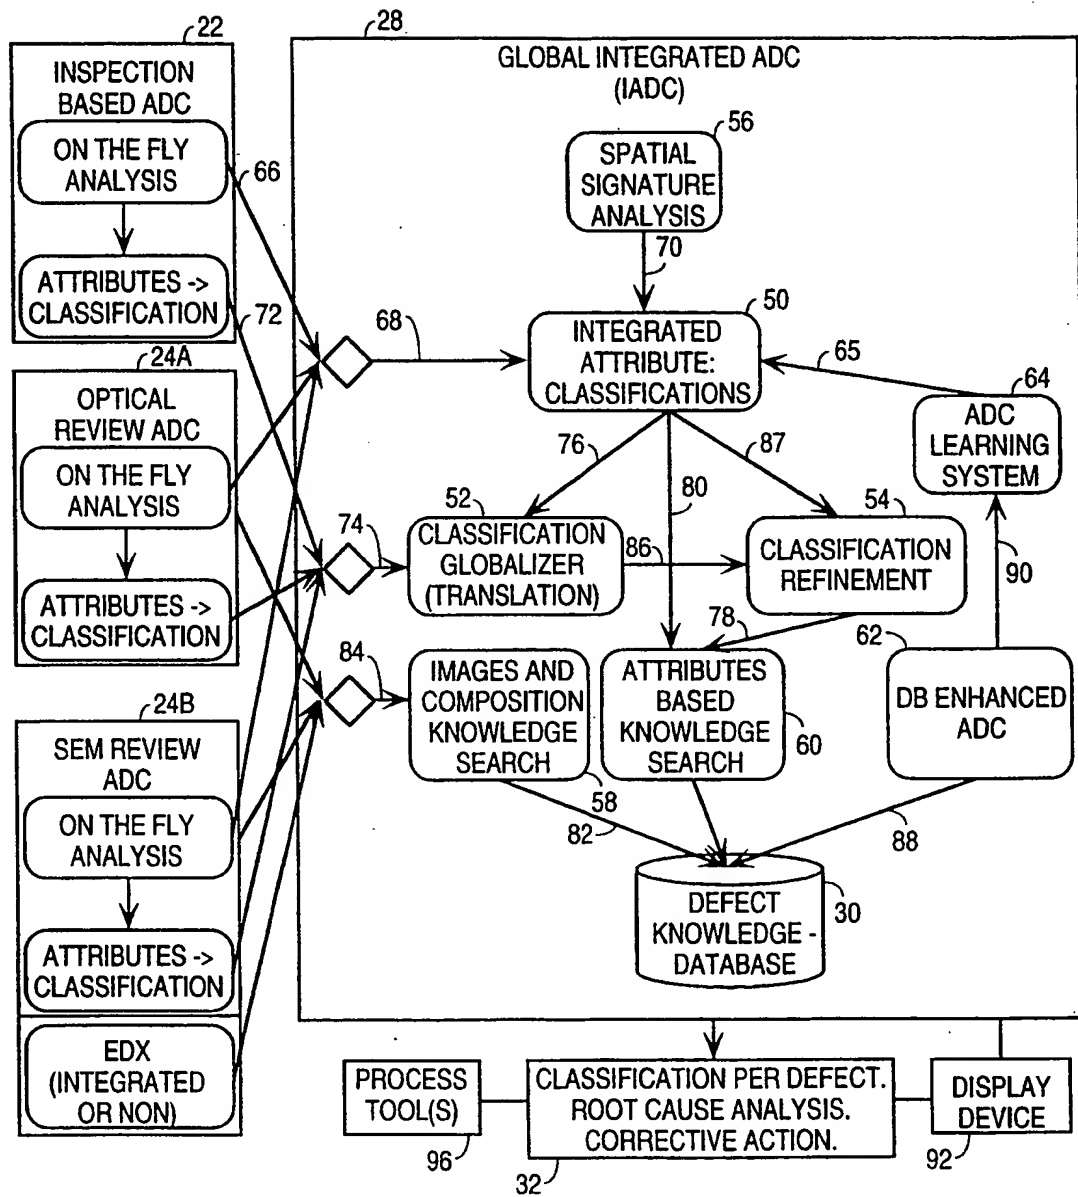 22
INSPECTION
BASED ADC
ON THE FLY
ANALYSIS
ATTRIBUTES ->
CLASSIFICATION
66
72
24A
OPTICAL
REVIEW ADC
ON THE FLY
ANALYSIS
ATTRIBUTES ->
CLASSIFICATION
24B
SEM REVIEW
ADC
ON THE FLY
ANALYSIS
ATTRIBUTES ->
CLASSIFICATION
EDX
(INTEGRATED
OR NON)
28
GLOBAL INTEGRATED ADC
(IADC)
56
SPATIAL
SIGNATURE
ANALYSIS
70
68
50
INTEGRATED
ATTRIBUTE:
CLASSIFICATIONS
65
64
ADC
LEARNING
SYSTEM
76
80
87
90
74
52
CLASSIFICATION
GLOBALIZER
(TRANSLATION)
86
54
CLASSIFICATION
REFINEMENT
78
84
IMAGES AND
COMPOSITION
KNOWLEDGE
SEARCH
58
ATTRIBUTES
BASED
KNOWLEDGE
SEARCH
60
62
DB ENHANCED
ADC
82
88
DEFECT
KNOWLEDGE -
DATABASE
30
PROCESS
TOOL(S)
96
CLASSIFICATION PER DEFECT.
ROOT CAUSE ANALYSIS.
CORRECTIVE ACTION.
32
DISPLAY
DEVICE
92